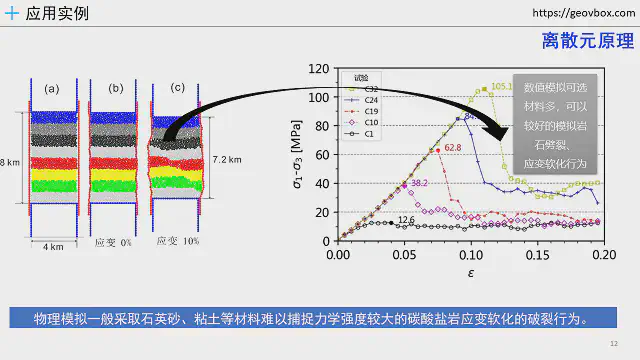 应用实例
https://geovbox.com
离散元原理
(a)
(b)
(c)
8 km
7.2 km
4 km
应变 0%
应变 10%
120
100
80
60
40
20
0
σ1-σ3 [MPa]
试验
C32
C24
C19
C10
C1
105.1
84.
62.8
38.2
12.6
数值模拟可选
材料多，可以
较好的模拟岩
石劈裂、
应变软化行为
0.00
0.05
0.10
0.15
0.20
ε
物理模拟一般采取石英砂、粘土等材料难以捕捉力学强度较大的碳酸盐岩应变软化的破裂行为。
12